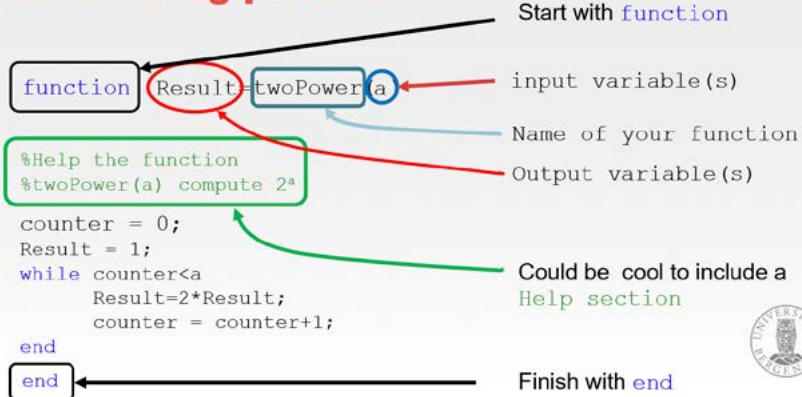 Start with function
function Result=twoPower(a
input variable(s)
Name of your function
Output variable(s)
%Help the function
%twoPower(a) compute 2ᵃ
counter = 0;
Result = 1;
while counter<a
Result=2*Result;
counter = counter+1;
end
Could be cool to include a
Help section
end
Finish with end